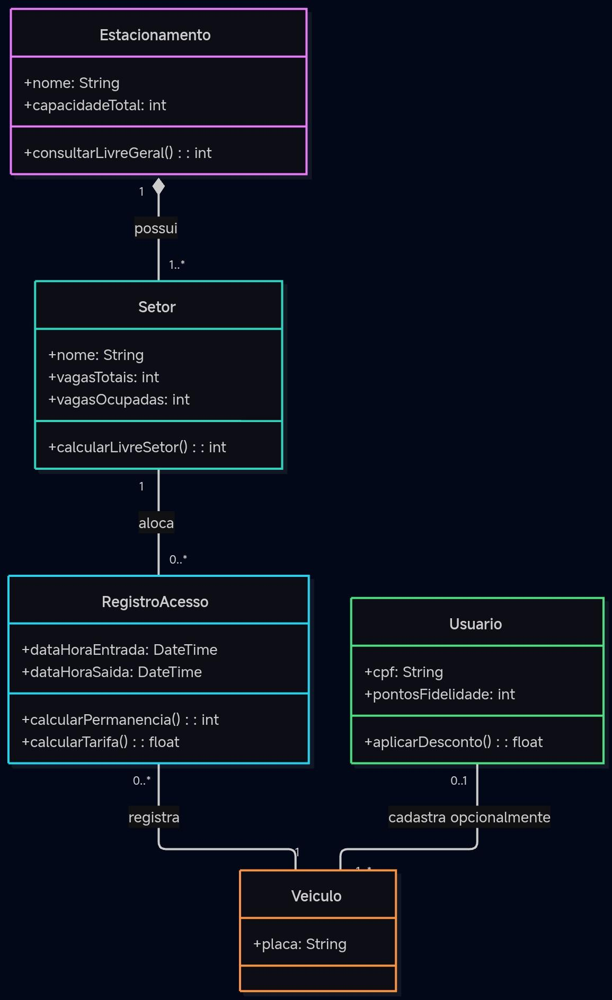 Estacionamento
+nome: String
+capacidadeTotal: int
+consultarLivreGeral() : : int
1
possui
1..*
Setor
+nome: String
+vagasTotais: int
+vagasOcupadas: int
+calcularLivreSetor() : : int
1
aloca
0..*
RegistroAcesso
+dataHoraEntrada: DateTime
+dataHoraSaida: DateTime
+calcularPermanencia() : : int
+calcularTarifa() : : float
Usuario
+cpf: String
+pontosFidelidade: int
+aplicarDesconto() : : float
0..*
0..1
registra
cadastra opcionalmente
1
1..*
Veiculo
+placa: String